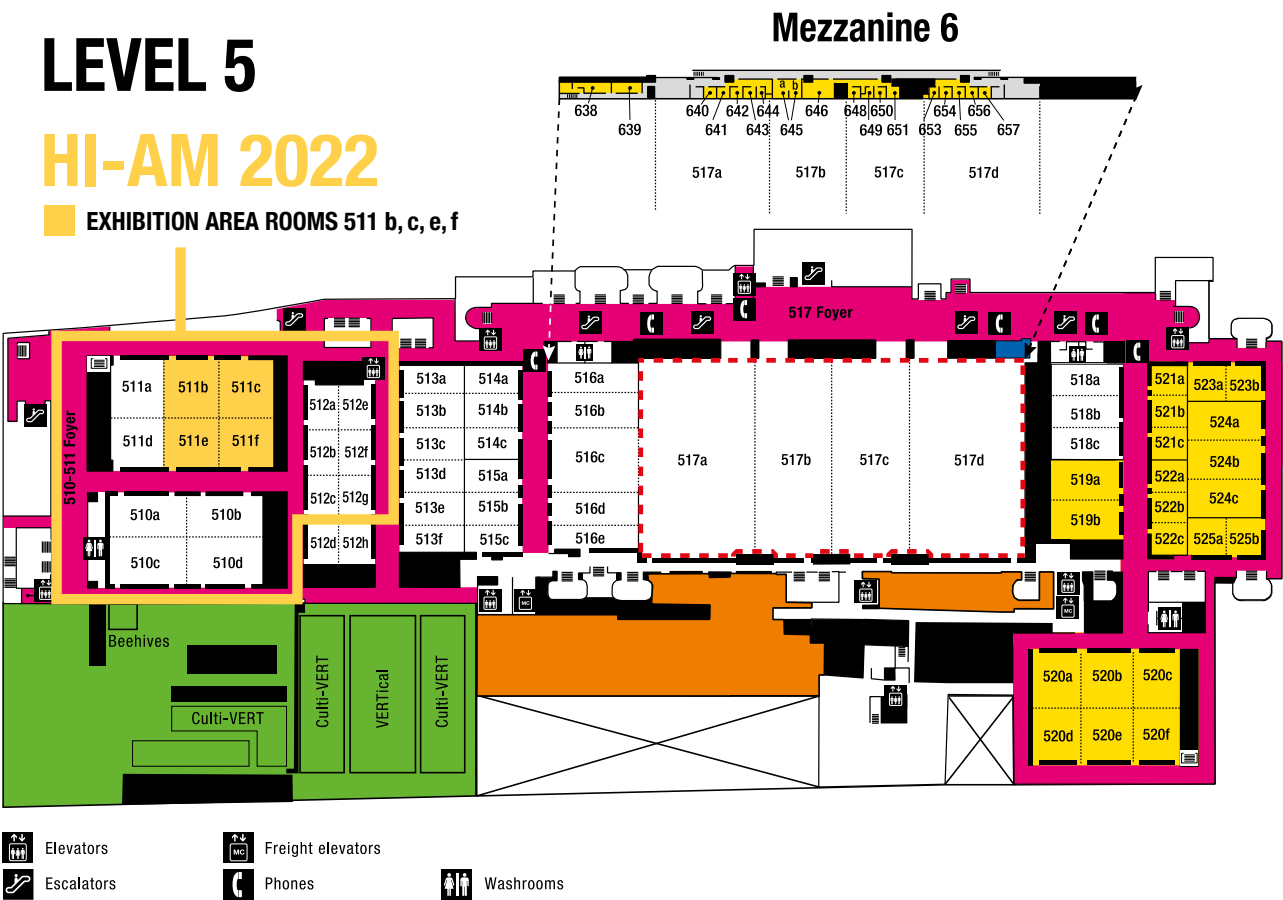 Mezzanine 6
LEVEL 5
HI-AM 2022
EXHIBITION AREA ROOMS 511 b, c, e, f
a b
638 640 642 644 646 648 650 654 656
639 641 643 645 649 651 653 655 657
517a 517b 517c 517d
517 Foyer
510-511 Foyer
511a 511b 511c
511d 511e 511f
510a 510b
510c 510d
512a 512e
512b 512f
512c 512g
512d 512h
513a 514a
513b 514b
513c 514c
513d 515a
513e 515b
513f 515c
516a
516b
516c
516d
516e
517a 517b 517c 517d
518a
518b
518c
519a
519b
521a 523a 523b
521b 524a
521c 524b
522a 524c
522b
522c 525a 525b
520a 520b 520c
520d 520e 520f
Beehives
Culti-VERT
Culti-VERT
VERTical
Culti-VERT
MC
MC
Elevators
MC
Freight elevators
Escalators
Phones
Washrooms